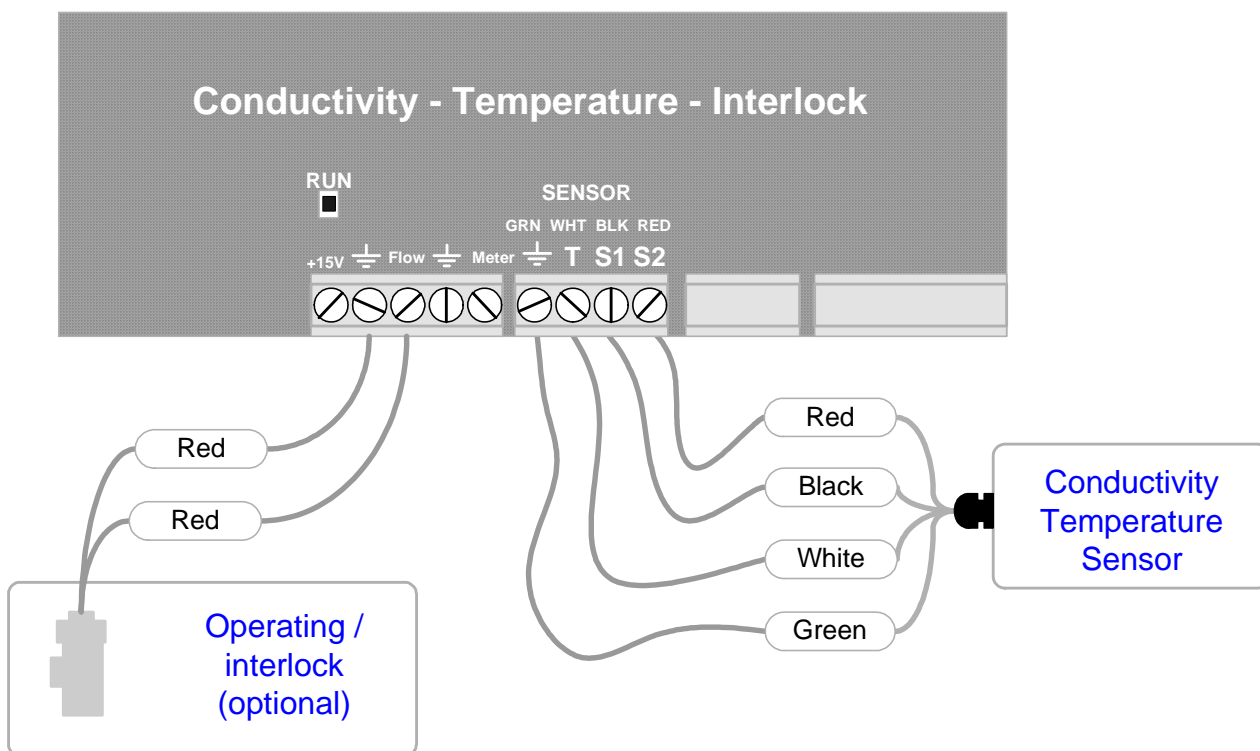 Conductivity - Temperature - Interlock
RUN
SENSOR
GRN WHT BLK RED
+15V Flow Meter T S1 S2
Red
Red
Red
Black
White
Green
Conductivity
Temperature
Sensor
Operating /
interlock
(optional)